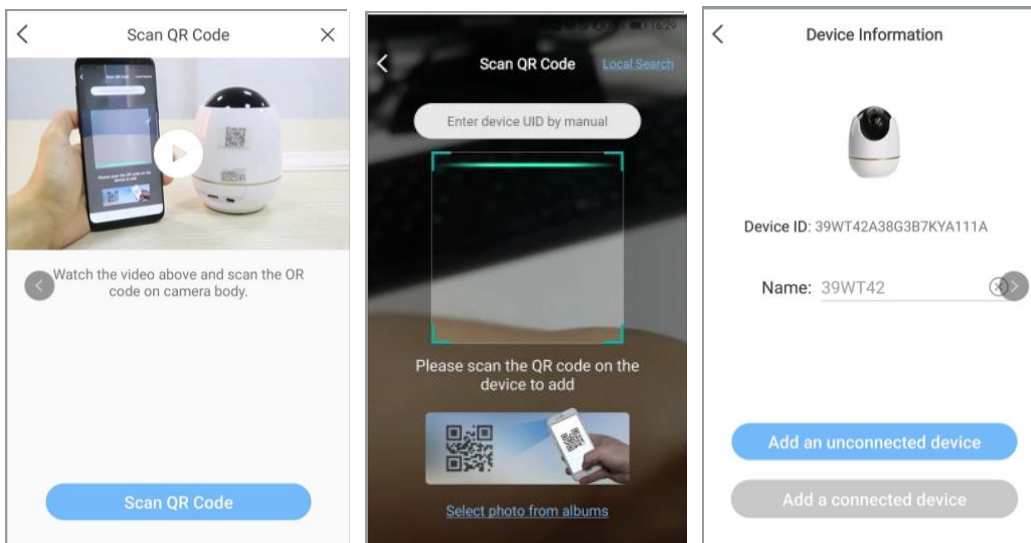 Scan QR Code
Watch the video above and scan the OR
code on camera body.
Scan QR Code
16:29
Scan QR Code
Local Search
Enter device UID by manual
Please scan the QR code on the
device to add
Select photo from albums
Device Information
Device ID: 39WT42A38G3B7KYA111A
Name: 39WT42
Add an unconnected device
Add a connected device